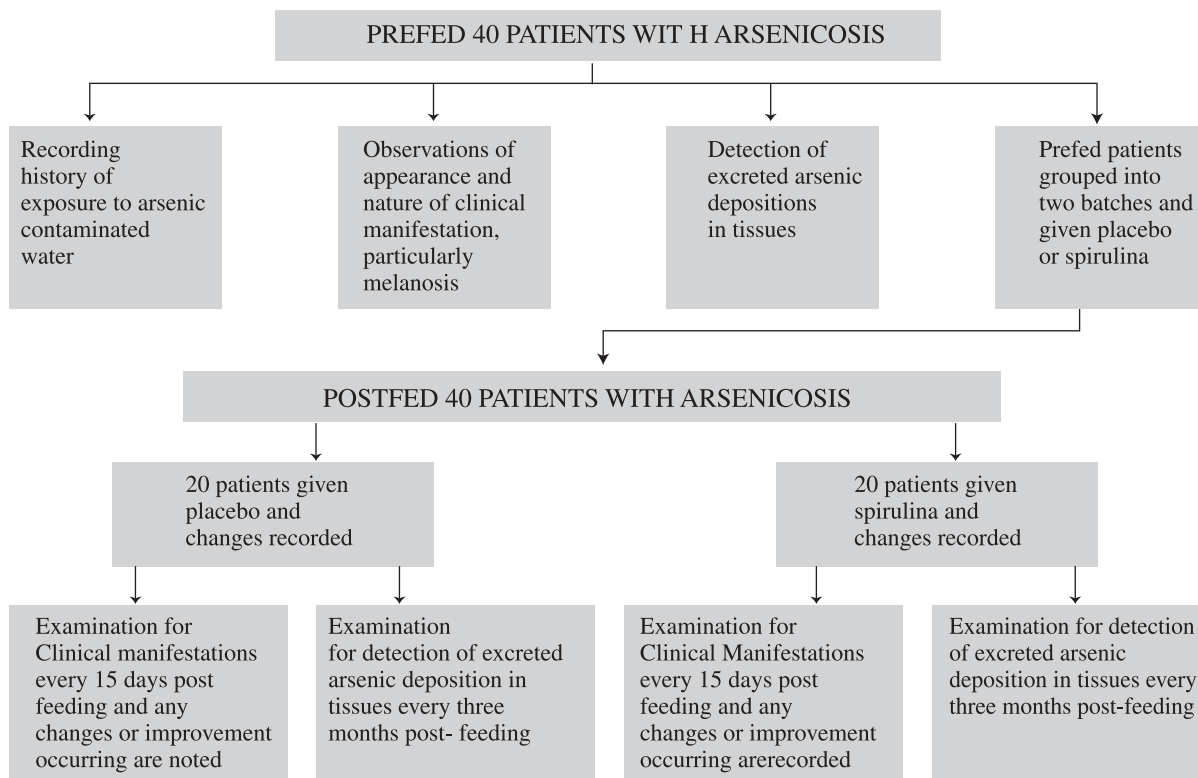 PREFED 40 PATIENTS WIT H ARSENICOSIS
Recording
history of
exposure to arsenic
contaminated
water
Observations of
appearance and
nature of clinical
manifestation,
particularly
melanosis
Detection of
excreted arsenic
depositions
in tissues
Prefed patients
grouped into
two batches and
given placebo
or spirulina
POSTFED 40 PATIENTS WITH ARSENICOSIS
20 patients given
placebo and
changes recorded
20 patients given
spirulina and
changes recorded
Examination for
Clinical manifestations
every 15 days post
feeding and any
changes or improvement
occurring are noted
Examination
for detection of excreted
arsenic deposition in
tissues every three
months post- feeding
Examination for
Clinical Manifestations
every 15 days post
feeding and any
changes or improvement
occurring arerecorded
Examination for detection
of excreted arsenic
deposition in tissues every
three months post-feeding